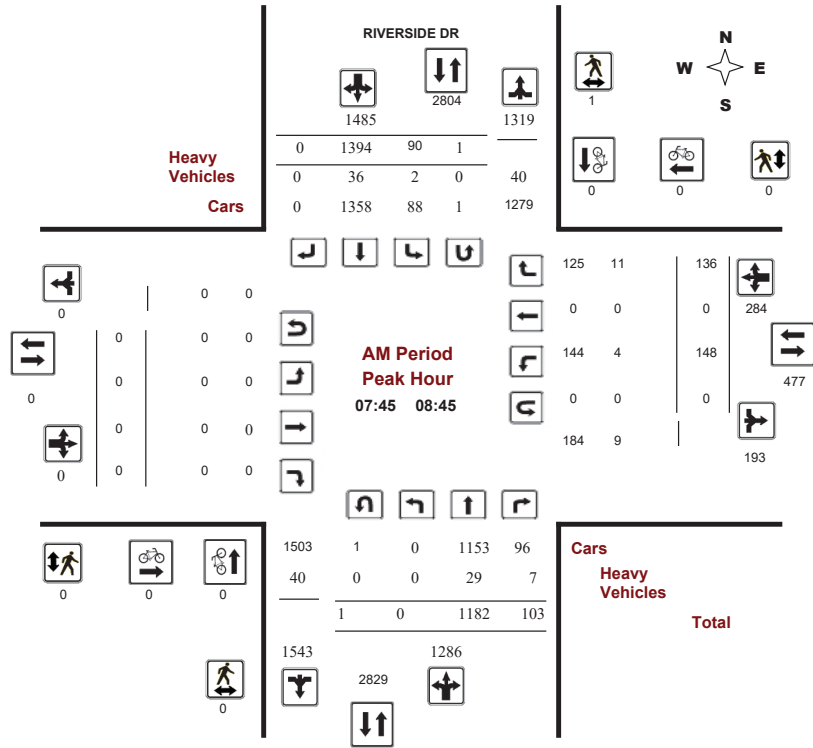 RIVERSIDE DR
N
W E
S
2804
1
1485 1319
0 1394 90 1
Heavy
Vehicles
0 36 2 0 40
Cars 0 1358 88 1 1279
0 0 0
125 11 136
0 0 0
0 0 0 284
0 0 0
144 4 148
477
0 0 0
0 0 0
0 0 0
0
0 0 0
184 9
193
AM Period
Peak Hour
07:45 08:45
1503 1 0 1153 96 Cars
40 0 0 29 7 Heavy
Vehicles
0 0 0
1 0 1182 103 Total
1543 1286
2829
0